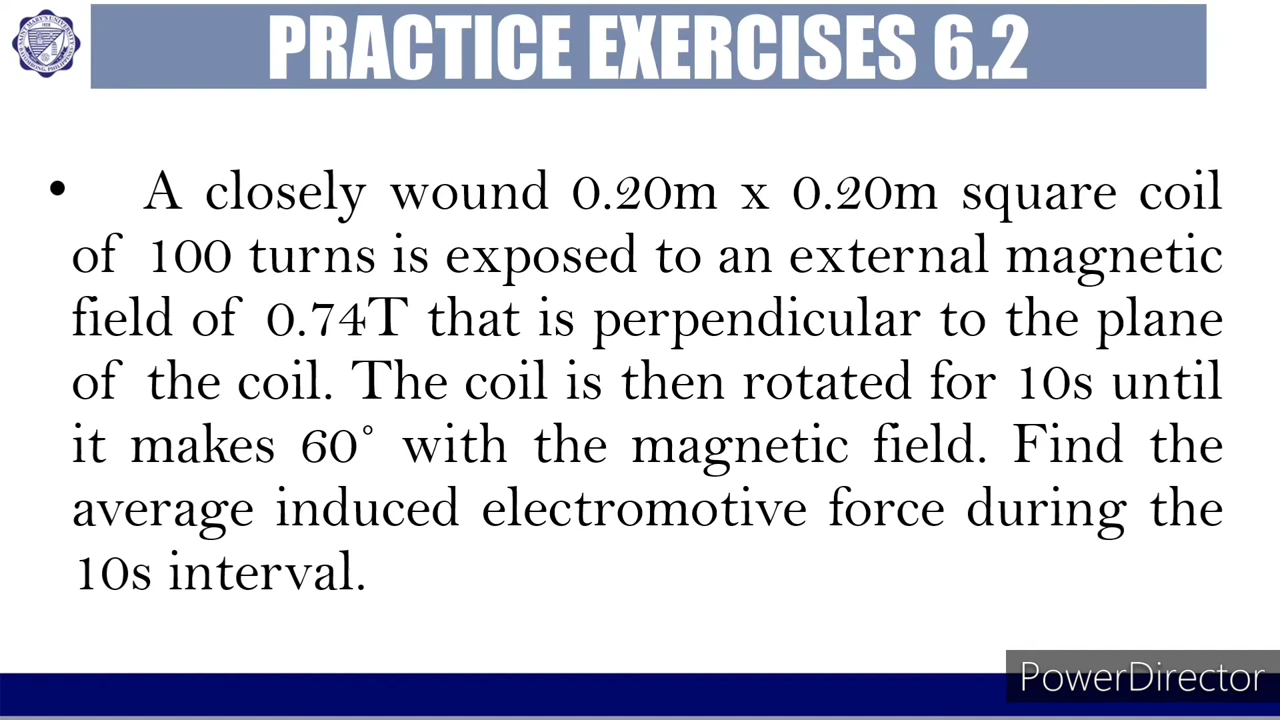 PRACTICE EXERCISES 6.2
• A closely wound 0.20m x 0.20m square coil
of 100 turns is exposed to an external magnetic
field of 0.74T that is perpendicular to the plane
of the coil. The coil is then rotated for 10s until
it makes 60° with the magnetic field. Find the
average induced electromotive force during the
10s interval.
PowerDirector